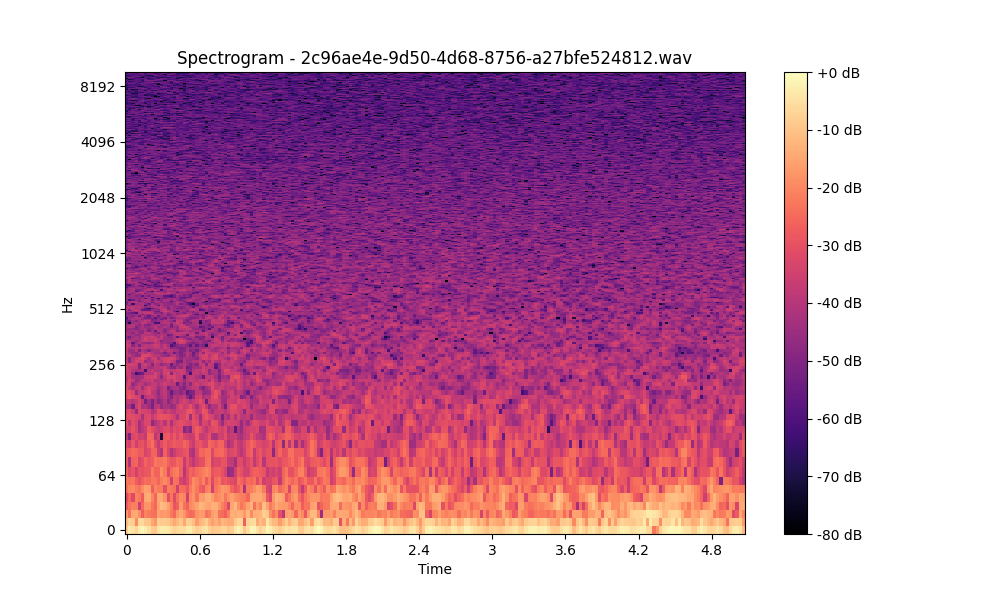 Spectrogram - 2c96ae4e-9d50-4d68-8756-a27bfe524812.wav
8192
4096
2048
1024
512
256
128
64
0
Hz
0 0.6 1.2 1.8 2.4 3 3.6 4.2 4.8
Time
+0 dB
-10 dB
-20 dB
-30 dB
-40 dB
-50 dB
-60 dB
-70 dB
-80 dB